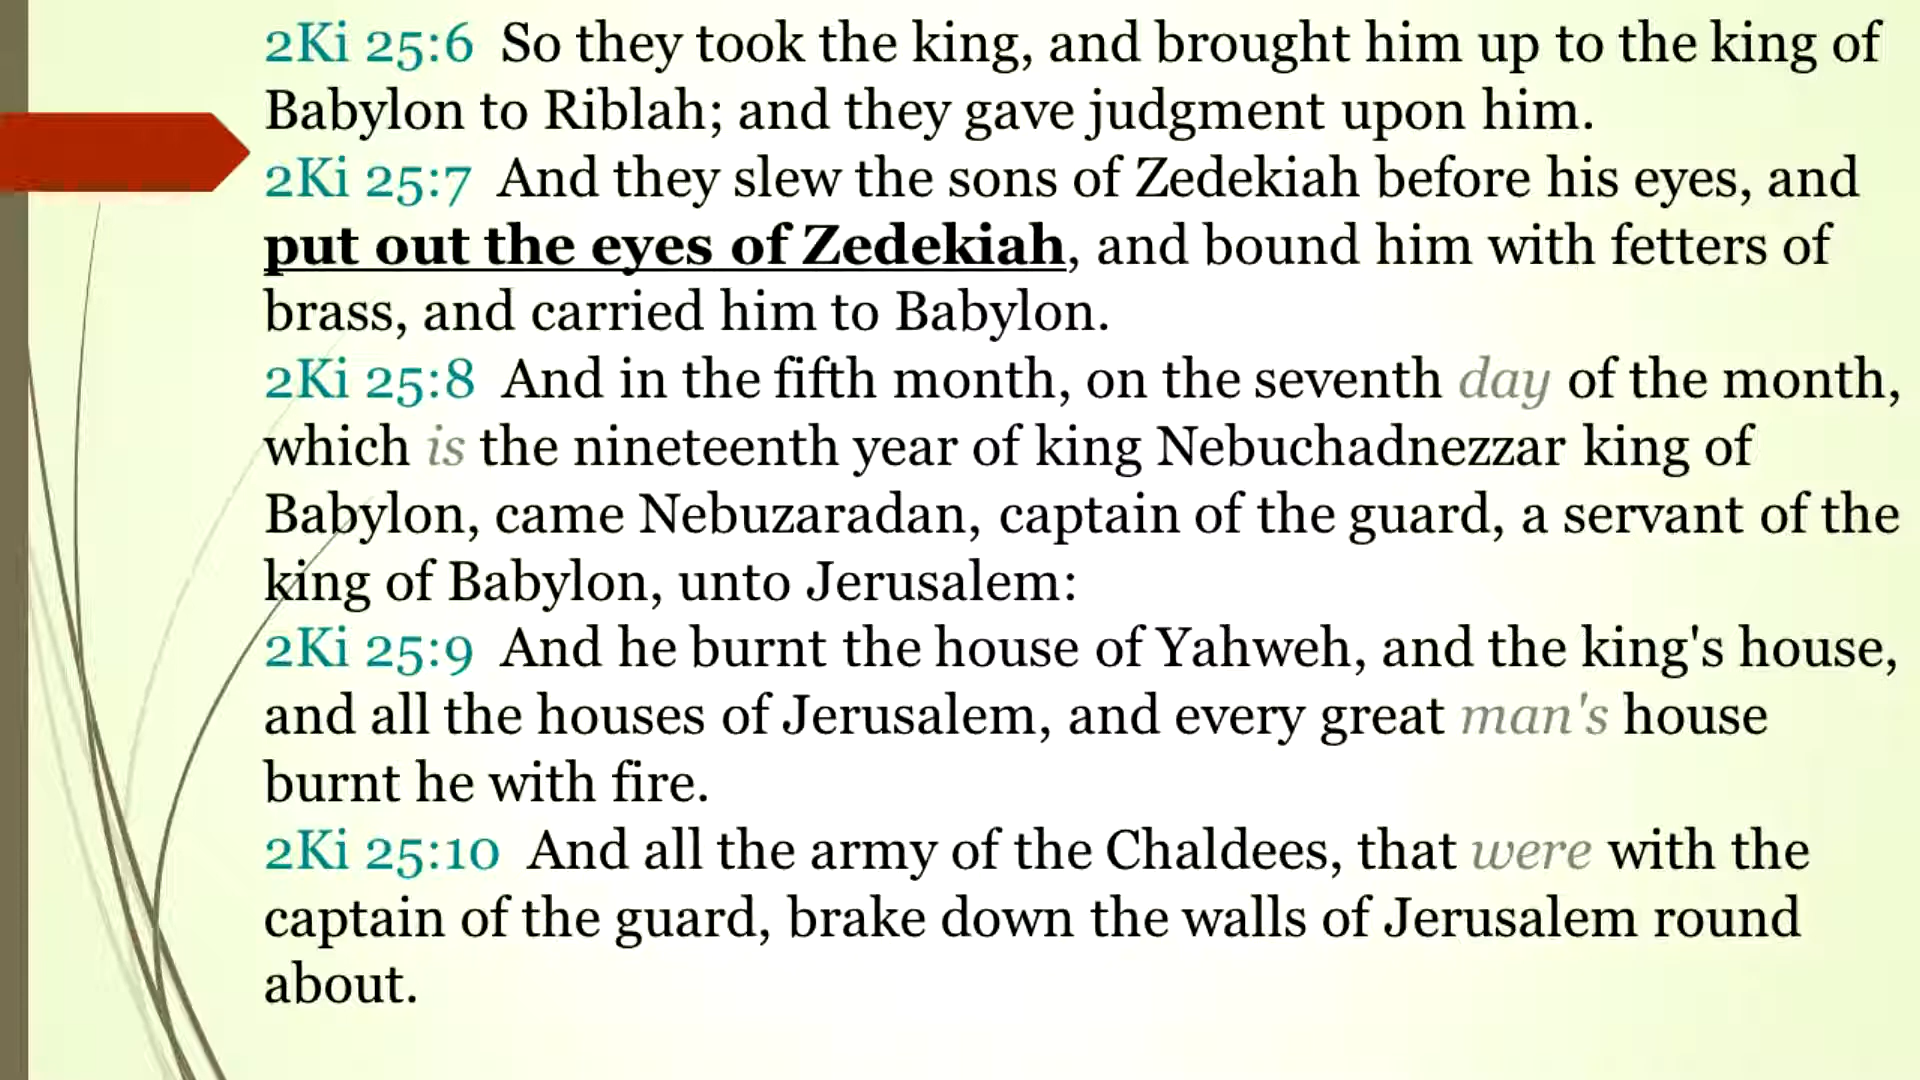 2Ki 25:6 So they took the king, and brought him up to the king of
Babylon to Riblah; and they gave judgment upon him.
2Ki 25:7 And they slew the sons of Zedekiah before his eyes, and
put out the eyes of Zedekiah, and bound him with fetters of
brass, and carried him to Babylon.
2Ki 25:8 And in the fifth month, on the seventh day of the month,
which is the nineteenth year of king Nebuchadnezzar king of
Babylon, came Nebuzaradan, captain of the guard, a servant of the
king of Babylon, unto Jerusalem:
2Ki 25:9 And he burnt the house of Yahweh, and the king's house,
and all the houses of Jerusalem, and every great man's house
burnt he with fire.
2Ki 25:10 And all the army of the Chaldees, that were with the
captain of the guard, brake down the walls of Jerusalem round
about.